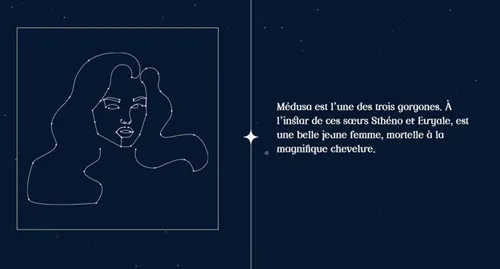 Médusa est l'une des trois gorgones. À
l'instar de ces sœurs Sthéno et Euryale, est
une belle jeune femme, mortelle à la
magnifique chevelure.